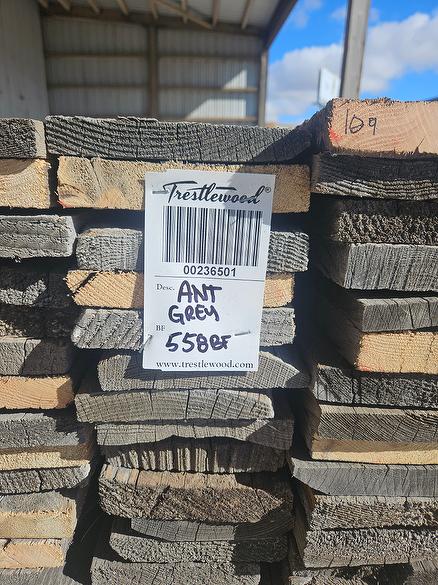 109
Trestlewood®
00236501
Desc. ANT
GREY
BF
558BF
www.trestlewood.com